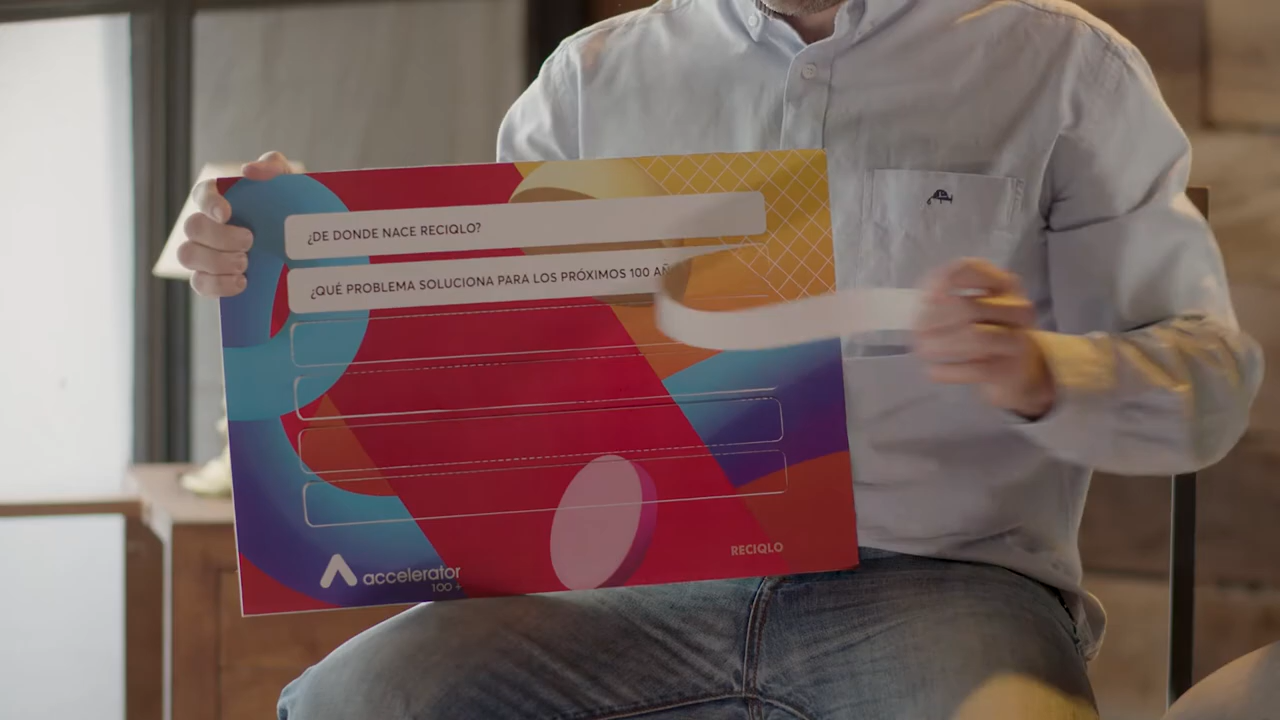 ¿DE DONDE NACE RECIQLO?
¿QUÉ PROBLEMA SOLUCIONA PARA LOS PRÓXIMOS 100
accelerator
100 +
RECIQLO